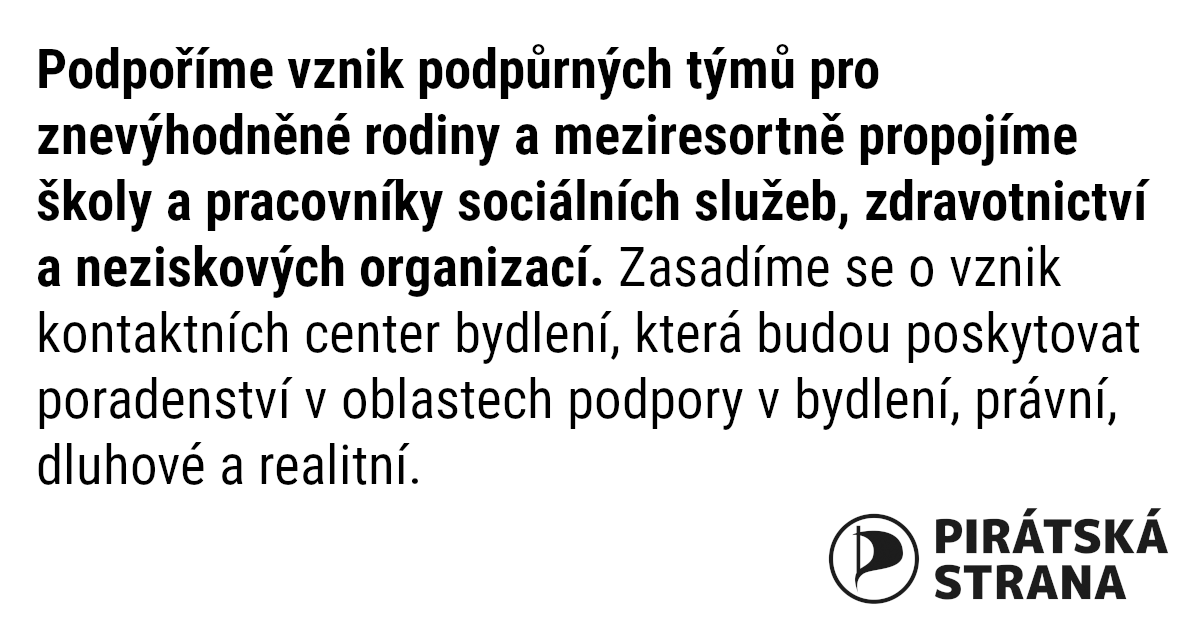 Podpoříme vznik podpůrných týmů pro
znevýhodněné rodiny a meziresortně propojíme
školy a pracovníky sociálních služeb, zdravotnictví
a neziskových organizací. Zasadíme se o vznik
kontaktních center bydlení, která budou poskytovat
poradenství v oblastech podpory v bydlení, právní,
dluhové a realitní.
PIRÁTSKÁ
STRANA